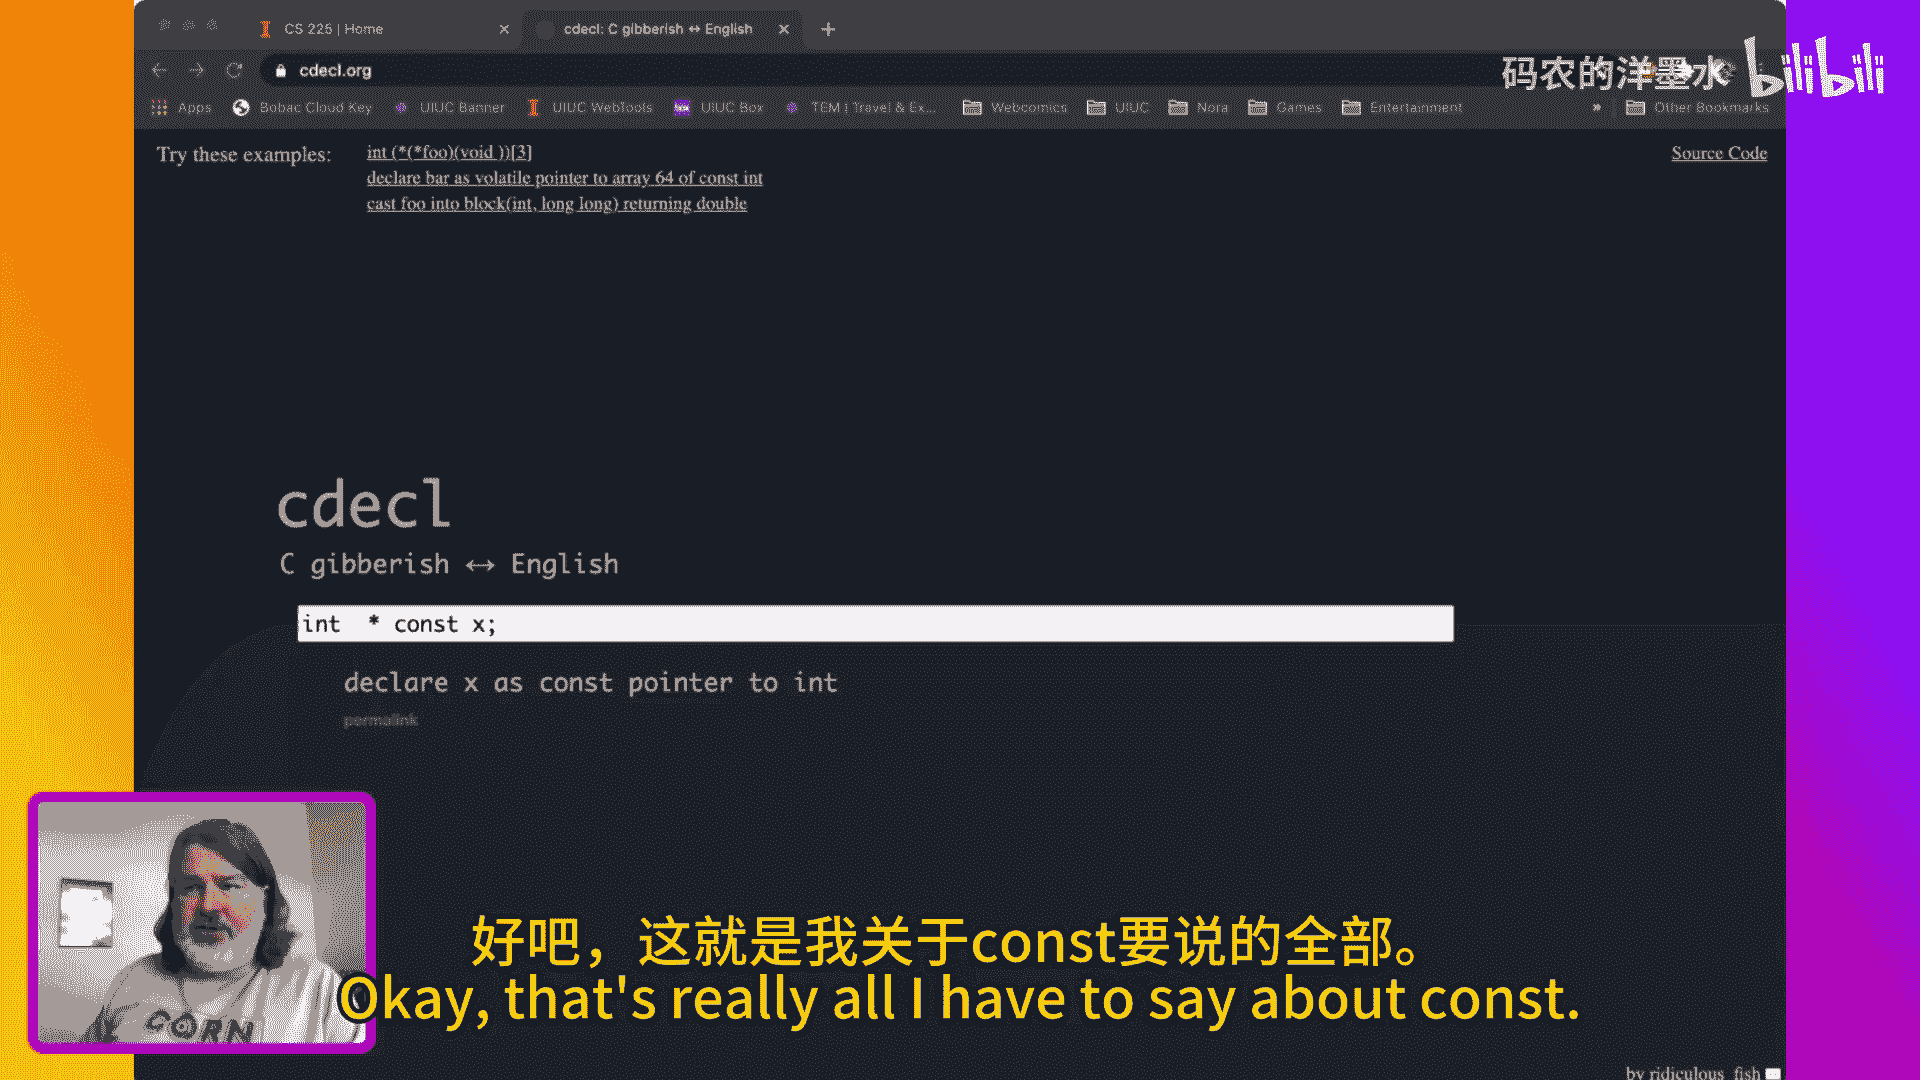 CS 225 | Home
cdecl: C gibberish ↔ English
cdecl.org
码农的洋墨水
bilibili
Apps
Bobac Cloud Key
UIUC Banner
UIUC WebTools
UIUC Box
TEM | Travel & Ex...
Webcomics
UIUC
Nora
Games
Entertainment
»
Other Bookmarks
Try these examples:
int (*(*foo)(void ))[3]
declare bar as volatile pointer to array 64 of const int
cast foo into block(int, long long) returning double
Source Code
cdecl
C gibberish ↔ English
int  * const x;
declare x as const pointer to int
permalink
CORN
好吧，这就是我关于const要说的全部。
Okay, that's really all I have to say about const.
by ridiculous_fish